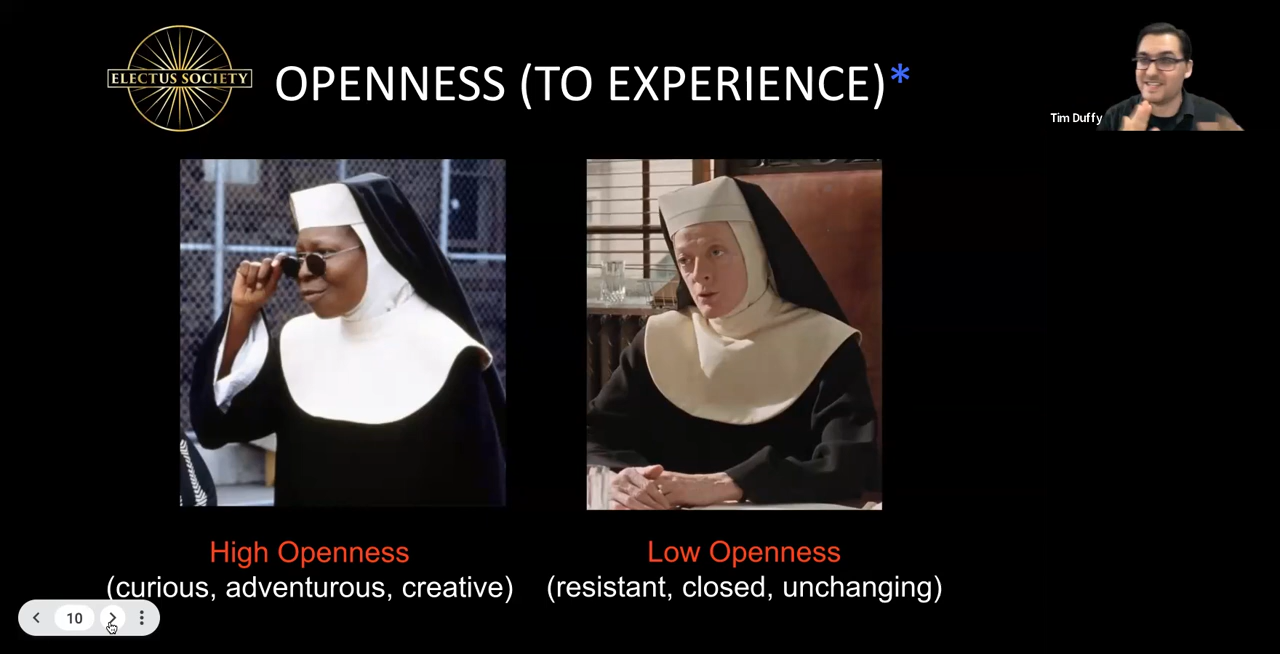 ELECTUS SOCIETY
OPENNESS (TO EXPERIENCE)*
Tim Duffy
High Openness
(curious, adventurous, creative)
Low Openness
(resistant, closed, unchanging)
10